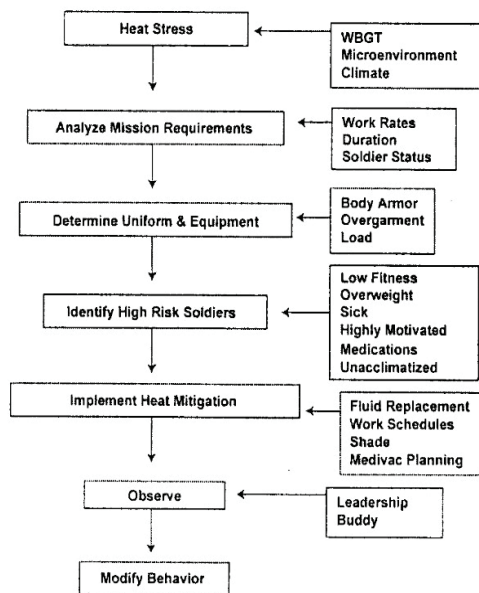 Heat Stress
WBGT
Microenvironment
Climate
Analyze Mission Requirements
Work Rates
Duration
Soldier Status
Determine Uniform & Equipment
Body Armor
Overgarment
Load
Identify High Risk Soldiers
Low Fitness
Overweight
Sick
Highly Motivated
Medications
Unacclimatized
Implement Heat Mitigation
Fluid Replacement
Work Schedules
Shade
Medivac Planning
Observe
Leadership
Buddy
Modify Behavior